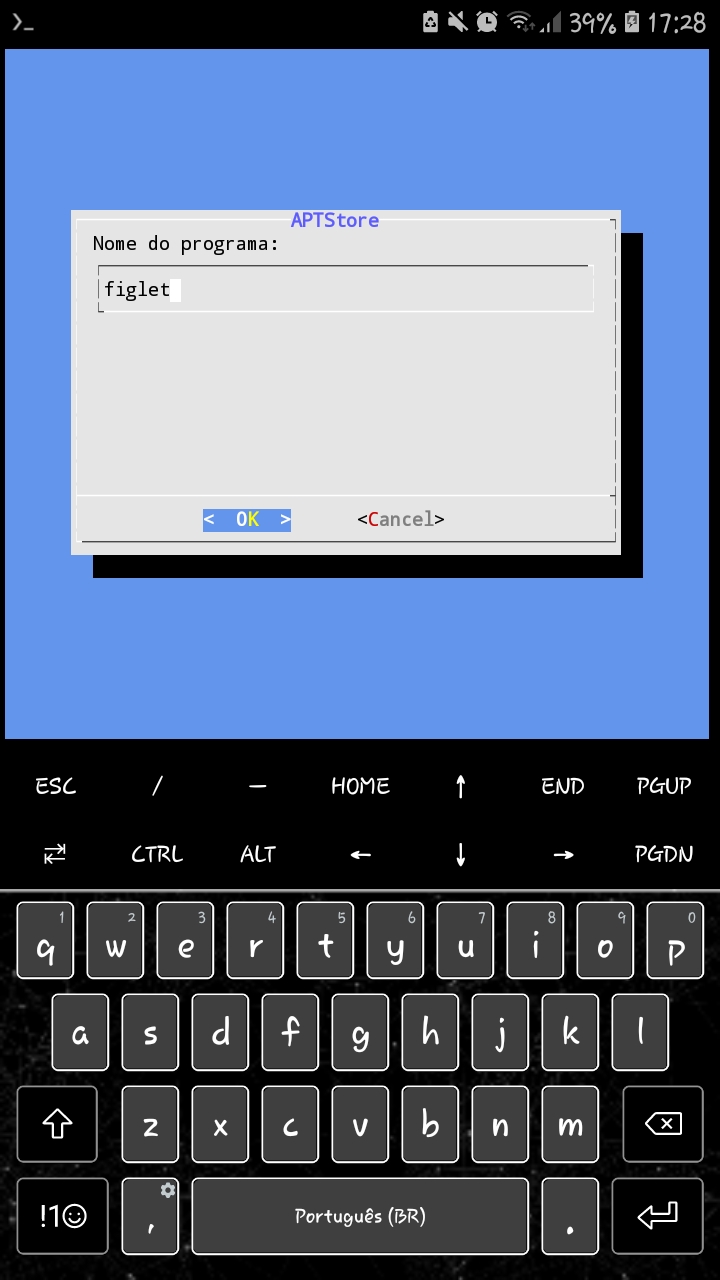 39% 17:28
APTStore
Nome do programa:
figlet
< OK > <Cancel>
ESC / — HOME ↑ END PGUP
⇆ CTRL ALT ← ↓ → PGDN
1 2 3 4 5 6 7 8 9 0
q w e r t y u i o p
a s d f g h j k l
z x c v b n m
!1☺ , Português (BR) .